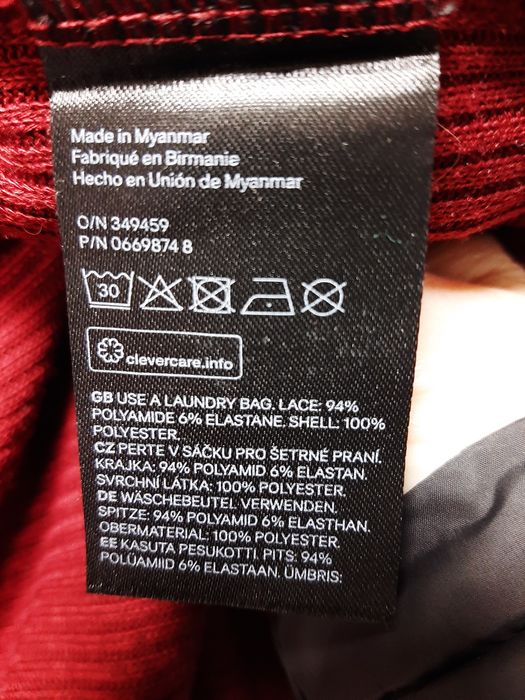 Made in Myanmar
Fabriqué en Birmanie
Hecho en Unión de Myanmar
O/N 349459
P/N 0669874 8
30
clevercare.info
GB USE A LAUNDRY BAG. LACE: 94%
POLYAMIDE 6% ELASTANE. SHELL: 100%
POLYESTER.
CZ PERTE V SÁČKU PRO ŠETRNÉ PRANÍ.
KRAJKA: 94% POLYAMID 6% ELASTAN.
SVRCHNÍ LÁTKA: 100% POLYESTER.
DE WÄSCHEBEUTEL VERWENDEN.
SPITZE: 94% POLYAMID 6% ELASTHAN.
OBERMATERIAL: 100% POLYESTER.
EE KASUTA PESUKOTTI. PITS: 94%
POLÜAMIID 6% ELASTAAN. ÜMBRIS: